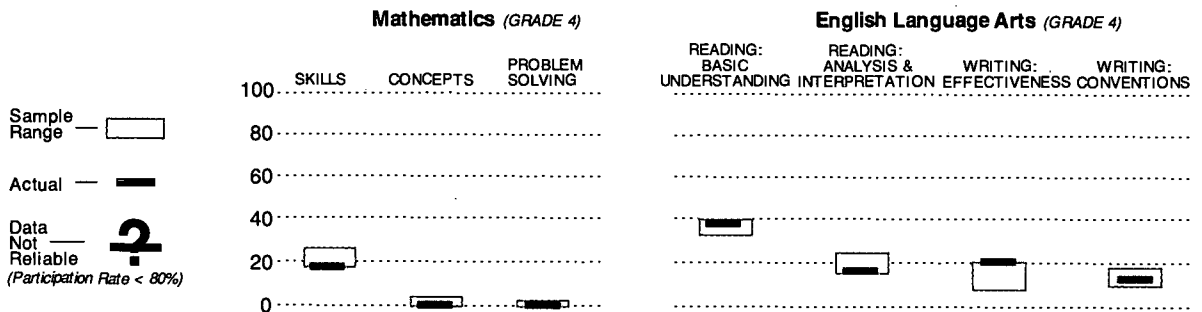 Mathematics (GRADE 4)
English Language Arts (GRADE 4)
SKILLS
CONCEPTS
PROBLEM
SOLVING
READING:
BASIC
UNDERSTANDING
READING:
ANALYSIS &
INTERPRETATION
WRITING:
EFFECTIVENESS
WRITING:
CONVENTIONS
Sample
Range
Actual
Data
Not
Reliable
?
(Participation Rate < 80%)
100
80
60
40
20
0